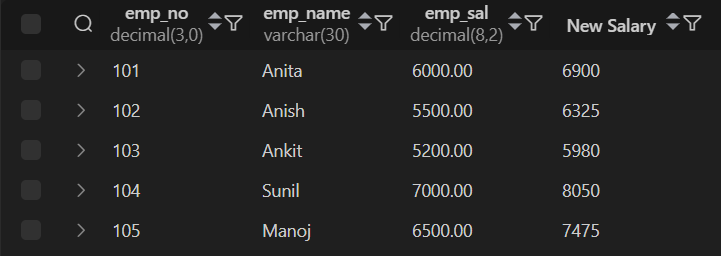 emp_no emp_name emp_sal New Salary
decimal(3,0) varchar(30) decimal(8,2)
101 Anita 6000.00 6900
102 Anish 5500.00 6325
103 Ankit 5200.00 5980
104 Sunil 7000.00 8050
105 Manoj 6500.00 7475